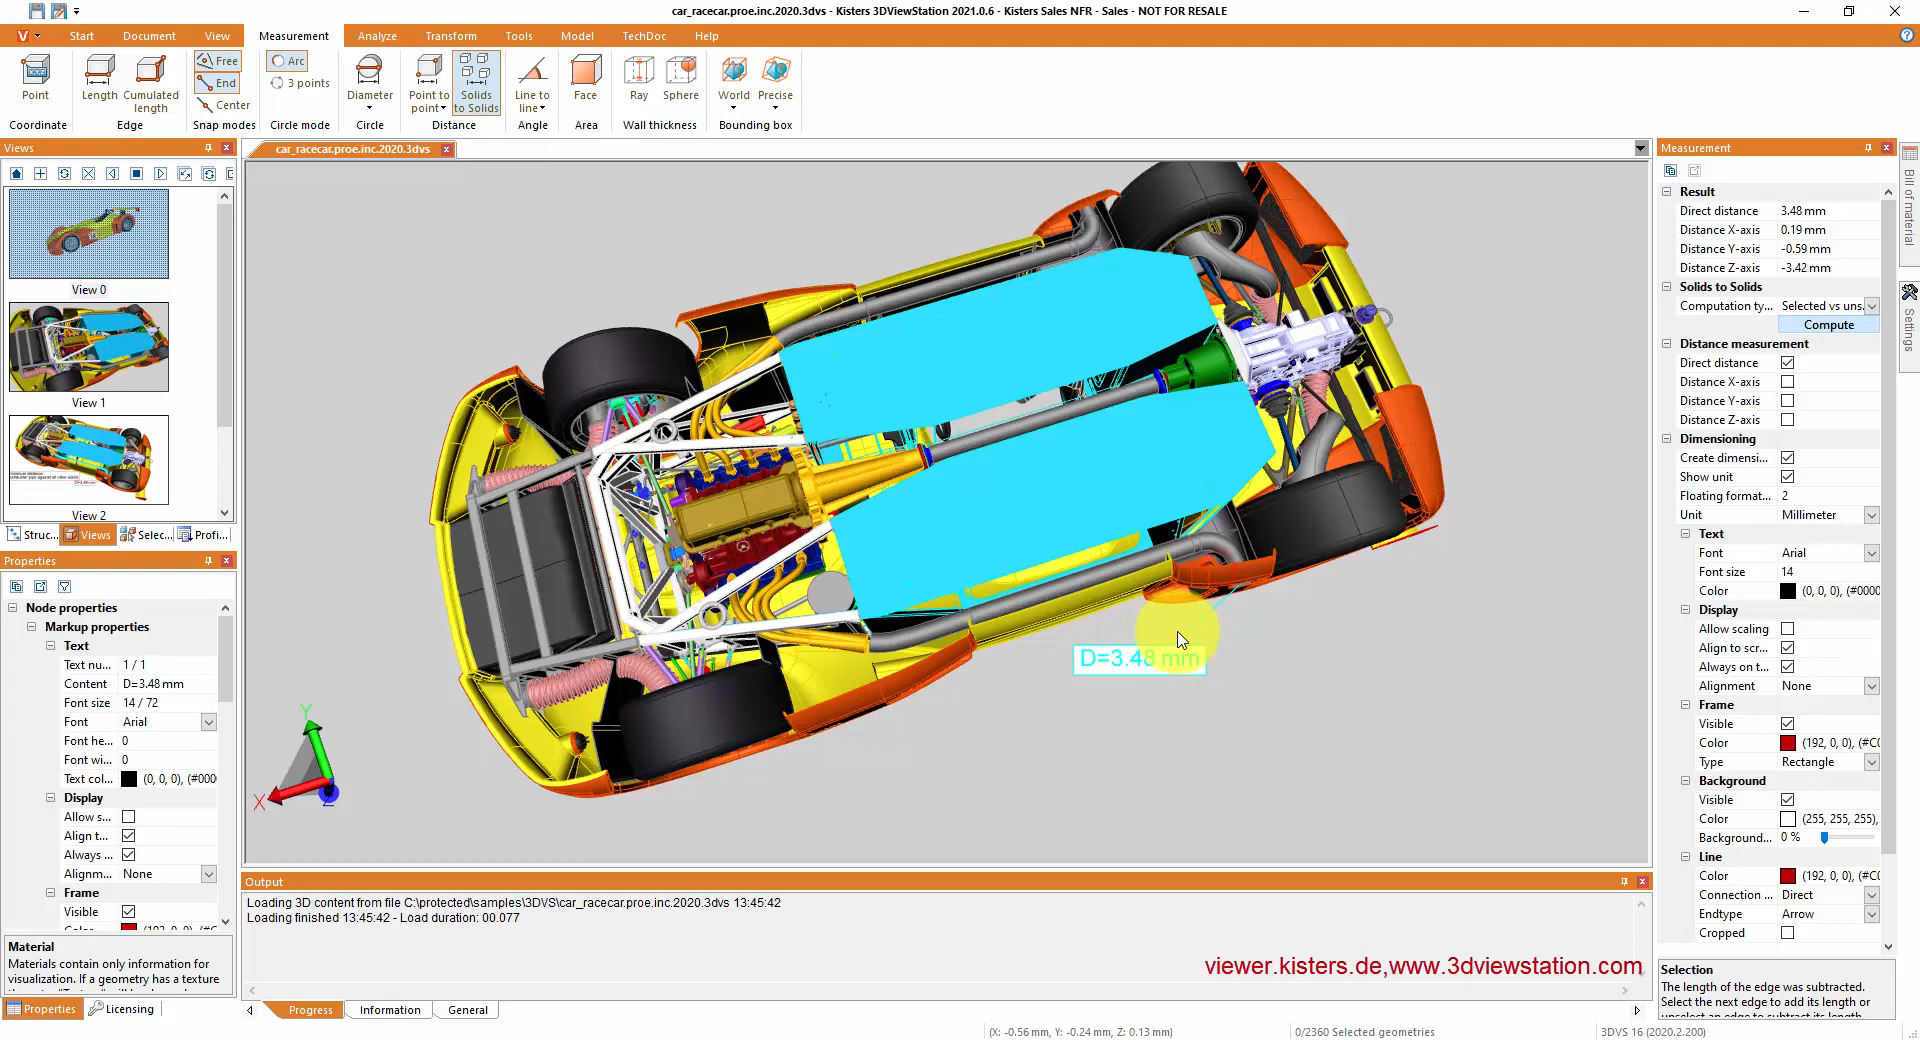 car_racecar.proe.inc.2020.3dvs - Kisters 3DViewStation 2021.0.6 - Kisters Sales NFR - Sales - NOT FOR RESALE
Start Document View Measurement Analyze Transform Tools Model TechDoc Help
Point
Coordinate
Length
Cumulated length
Edge
Free
End
Center
Snap modes
Arc
3 points
Circle mode
Diameter
Circle
Point to point
Solids to Solids
Distance
Line to line
Angle
Face
Area
Ray
Sphere
Wall thickness
World
Precise
Bounding box
Views
View 0
View 1
View 2
Struc... Views Selec... Profi...
Properties
Node properties
Markup properties
Text
Text nu... 1 / 1
Content D=3.48 mm
Font size 14 / 72
Font Arial
Font he... 0
Font wi... 0
Text col... (0, 0, 0), (#000
Display
Allow s...
Align t...
Always ...
Alignm... None
Frame
Visible
Material
Materials contain only information for
visualization. If a geometry has a texture
Properties Licensing
car_racecar.proe.inc.2020.3dvs
Y
X
Z
D=3.48 mm
Output
Loading 3D content from file C:\protected\samples\3DVS\car_racecar.proe.inc.2020.3dvs 13:45:42
Loading finished 13:45:42 - Load duration: 00.077
viewer.kisters.de,www.3dviewstation.com
Progress Information General
(X: -0.56 mm, Y: -0.24 mm, Z: 0.13 mm)
0/2360 Selected geometries
3DVS 16 (2020.2.200)
Measurement
Result
Direct distance 3.48 mm
Distance X-axis 0.19 mm
Distance Y-axis -0.59 mm
Distance Z-axis -3.42 mm
Solids to Solids
Computation ty... Selected vs uns.
Compute
Distance measurement
Direct distance
Distance X-axis
Distance Y-axis
Distance Z-axis
Dimensioning
Create dimensi...
Show unit
Floating format... 2
Unit Millimeter
Text
Font Arial
Font size 14
Color (0, 0, 0), (#0000
Display
Allow scaling
Align to scr...
Always on t...
Alignment None
Frame
Visible
Color (192, 0, 0), (#C0
Type Rectangle
Background
Visible
Color (255, 255, 255),
Background... 0 %
Line
Color (192, 0, 0), (#C0
Connection ... Direct
Endtype Arrow
Cropped
Selection
The length of the edge was subtracted.
Select the next edge to add its length or
unselect an edge to subtract its length.
Bill of material
Settings